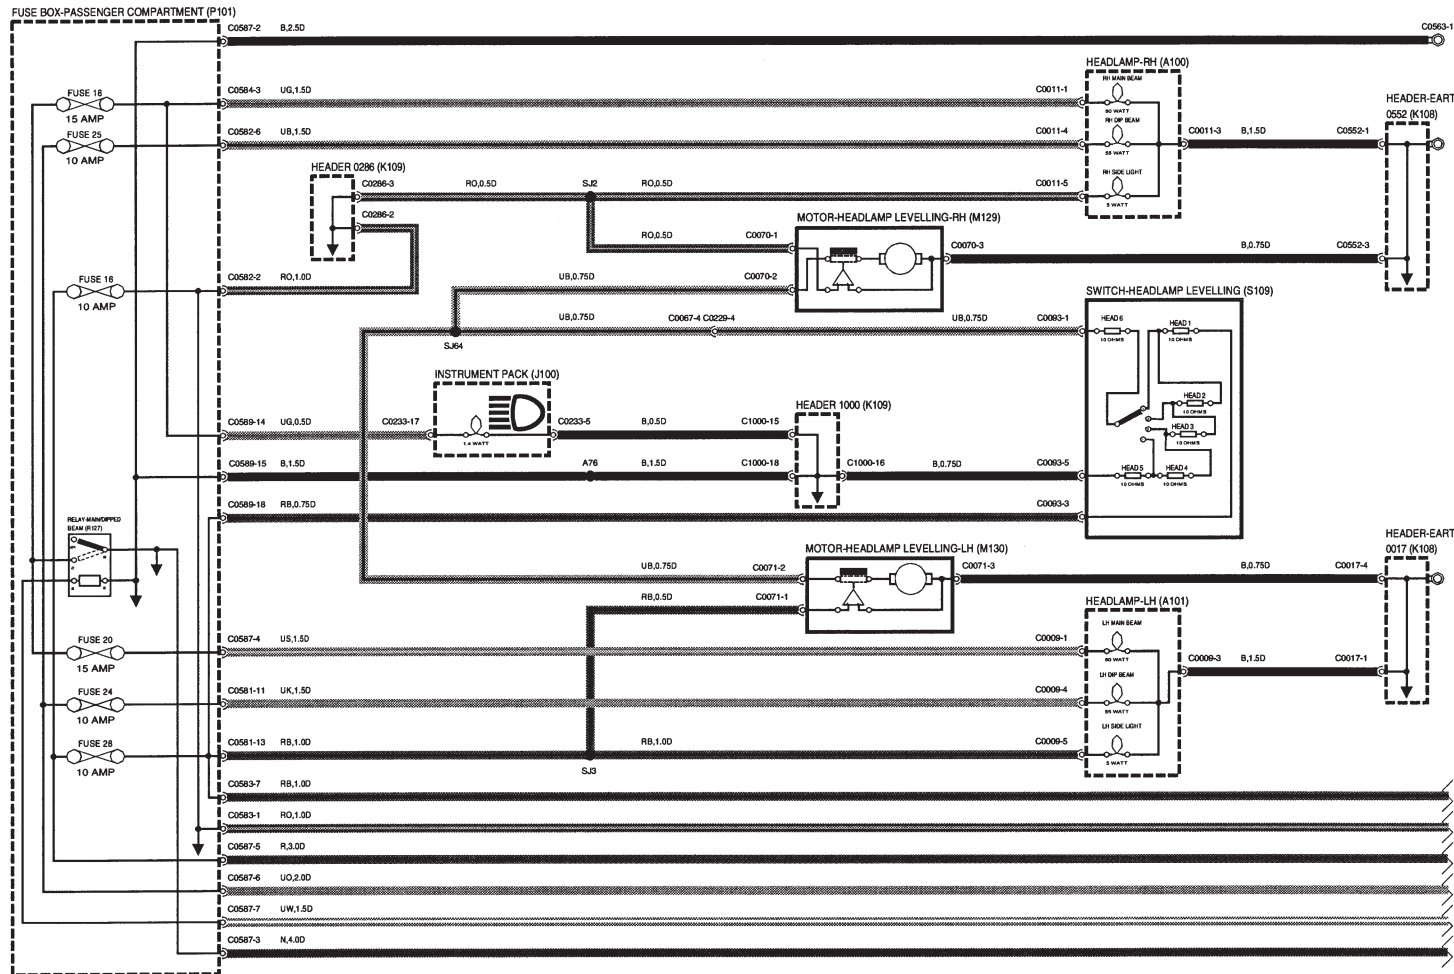 FUSE BOX-PASSENGER COMPARTMENT (P101)
C0587-2 B,2.5D C0563-1
HEADLAMP-RH (A100)
RH MAIN BEAM
FUSE 18 C0584-3 UG,1.5D C0011-1
60 WATT
15 AMP
HEADER-EART
0552 (K108)
RH DIP BEAM
FUSE 25 C0582-6 UB,1.5D C0011-4 C0011-3 B,1.5D C0552-1
55 WATT
10 AMP
HEADER 0286 (K109)
RH SIDE LIGHT
C0286-3 RO,0.5D SJ2 RO,0.5D C0011-5
5 WATT
C0286-2
MOTOR-HEADLAMP LEVELLING-RH (M129)
RO,0.5D C0070-1 C0070-3 B,0.75D C0552-3
FUSE 16 C0582-2 RO,1.0D UB,0.75D C0070-2
10 AMP
SWITCH-HEADLAMP LEVELLING (S109)
UB,0.75D C0067-4 C0229-4 UB,0.75D C0093-1
HEAD 6 HEAD 1
10 OHMS 10 OHMS
SJ64
INSTRUMENT PACK (J100)
HEAD 2
10 OHMS
HEADER 1000 (K109)
C0589-14 UG,0.5D C0233-17 C0233-5 B,0.5D C1000-15
1.4 WATT
HEAD 3
10 OHMS
C0589-15 B,1.5D A76 B,1.5D C1000-18 C1000-16 B,0.75D C0093-5
HEAD 5 HEAD 4
10 OHMS 10 OHMS
C0589-18 RB,0.75D C0093-3
RELAY-MAIN/DIPPED
BEAM (R127)
HEADER-EART
0017 (K108)
MOTOR-HEADLAMP LEVELLING-LH (M130)
UB,0.75D C0071-2 C0071-3 B,0.75D C0017-4
RB,0.5D C0071-1
HEADLAMP-LH (A101)
LH MAIN BEAM
FUSE 20 C0587-4 US,1.5D C0009-1
60 WATT
15 AMP
C0009-3 B,1.5D C0017-1
LH DIP BEAM
FUSE 24 C0581-11 UK,1.5D C0009-4
55 WATT
10 AMP
LH SIDE LIGHT
FUSE 28 C0581-13 RB,1.0D RB,1.0D C0009-5
5 WATT
10 AMP
SJ3
C0583-7 RB,1.0D
C0583-1 RO,1.0D
C0587-5 R,3.0D
C0587-6 UO,2.0D
C0587-7 UW,1.5D
C0587-3 N,4.0D